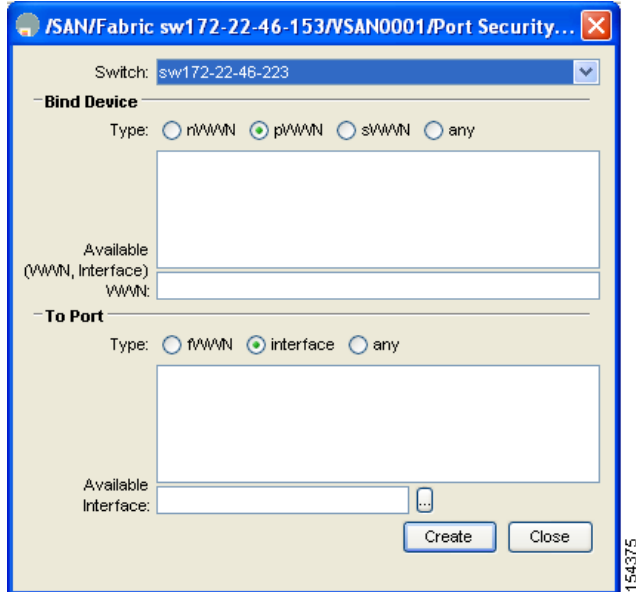 /SAN/Fabric sw172-22-46-153/VSAN0001/Port Security...
Switch: sw172-22-46-223
Bind Device
Type: nWWN pWWN sWWN any
Available
(WWN, Interface)
WWN:
To Port
Type: fWWN interface any
Available
Interface: ...
Create Close
154375